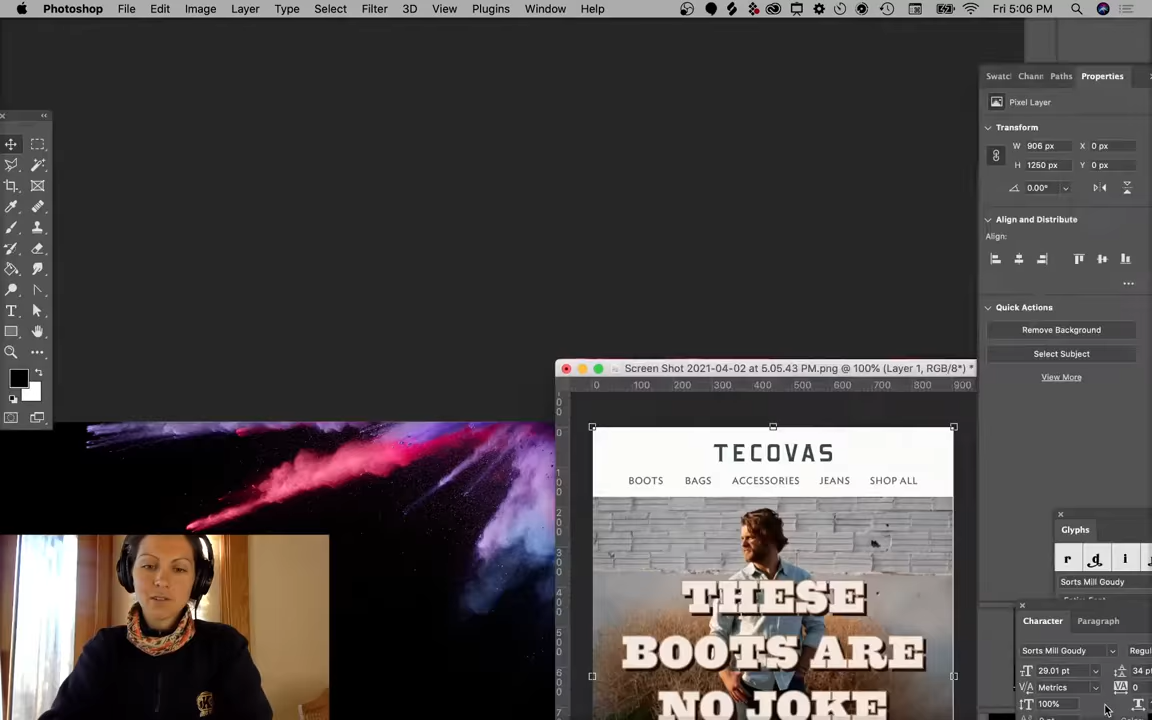 Photoshop File Edit Image Layer Type Select Filter 3D View Plugins Window Help Fri 5:06 PM
Swatc Chann Paths Properties
Pixel Layer
Transform
W 906 px X 0 px
H 1250 px Y 0 px
0.00°
Align and Distribute
Align:
Quick Actions
Remove Background
Select Subject
View More
Screen Shot 2021-04-02 at 5.05.43 PM.png @ 100% (Layer 1, RGB/8*) *
0 100 200 300 400 500 600 700 800 900
TECOVAS
BOOTS BAGS ACCESSORIES JEANS SHOP ALL
THESE
BOOTS ARE
NO JOKE
Glyphs
r d i
Sorts Mill Goudy
Character Paragraph
Sorts Mill Goudy Regul
29.01 pt 34 pt
Metrics 0
100%